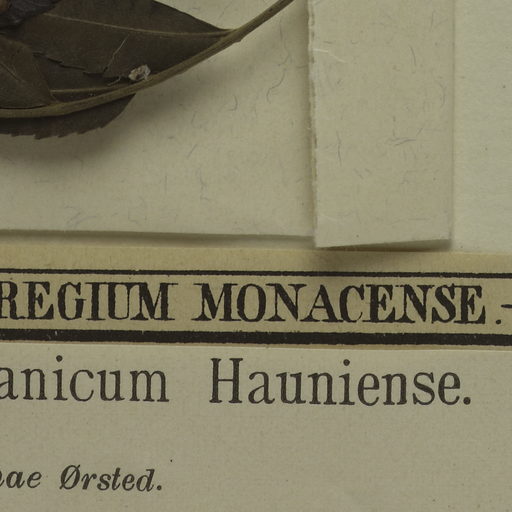 REGIUM MONACENSE.-
anicum Hauniense.
ae Ørsted.